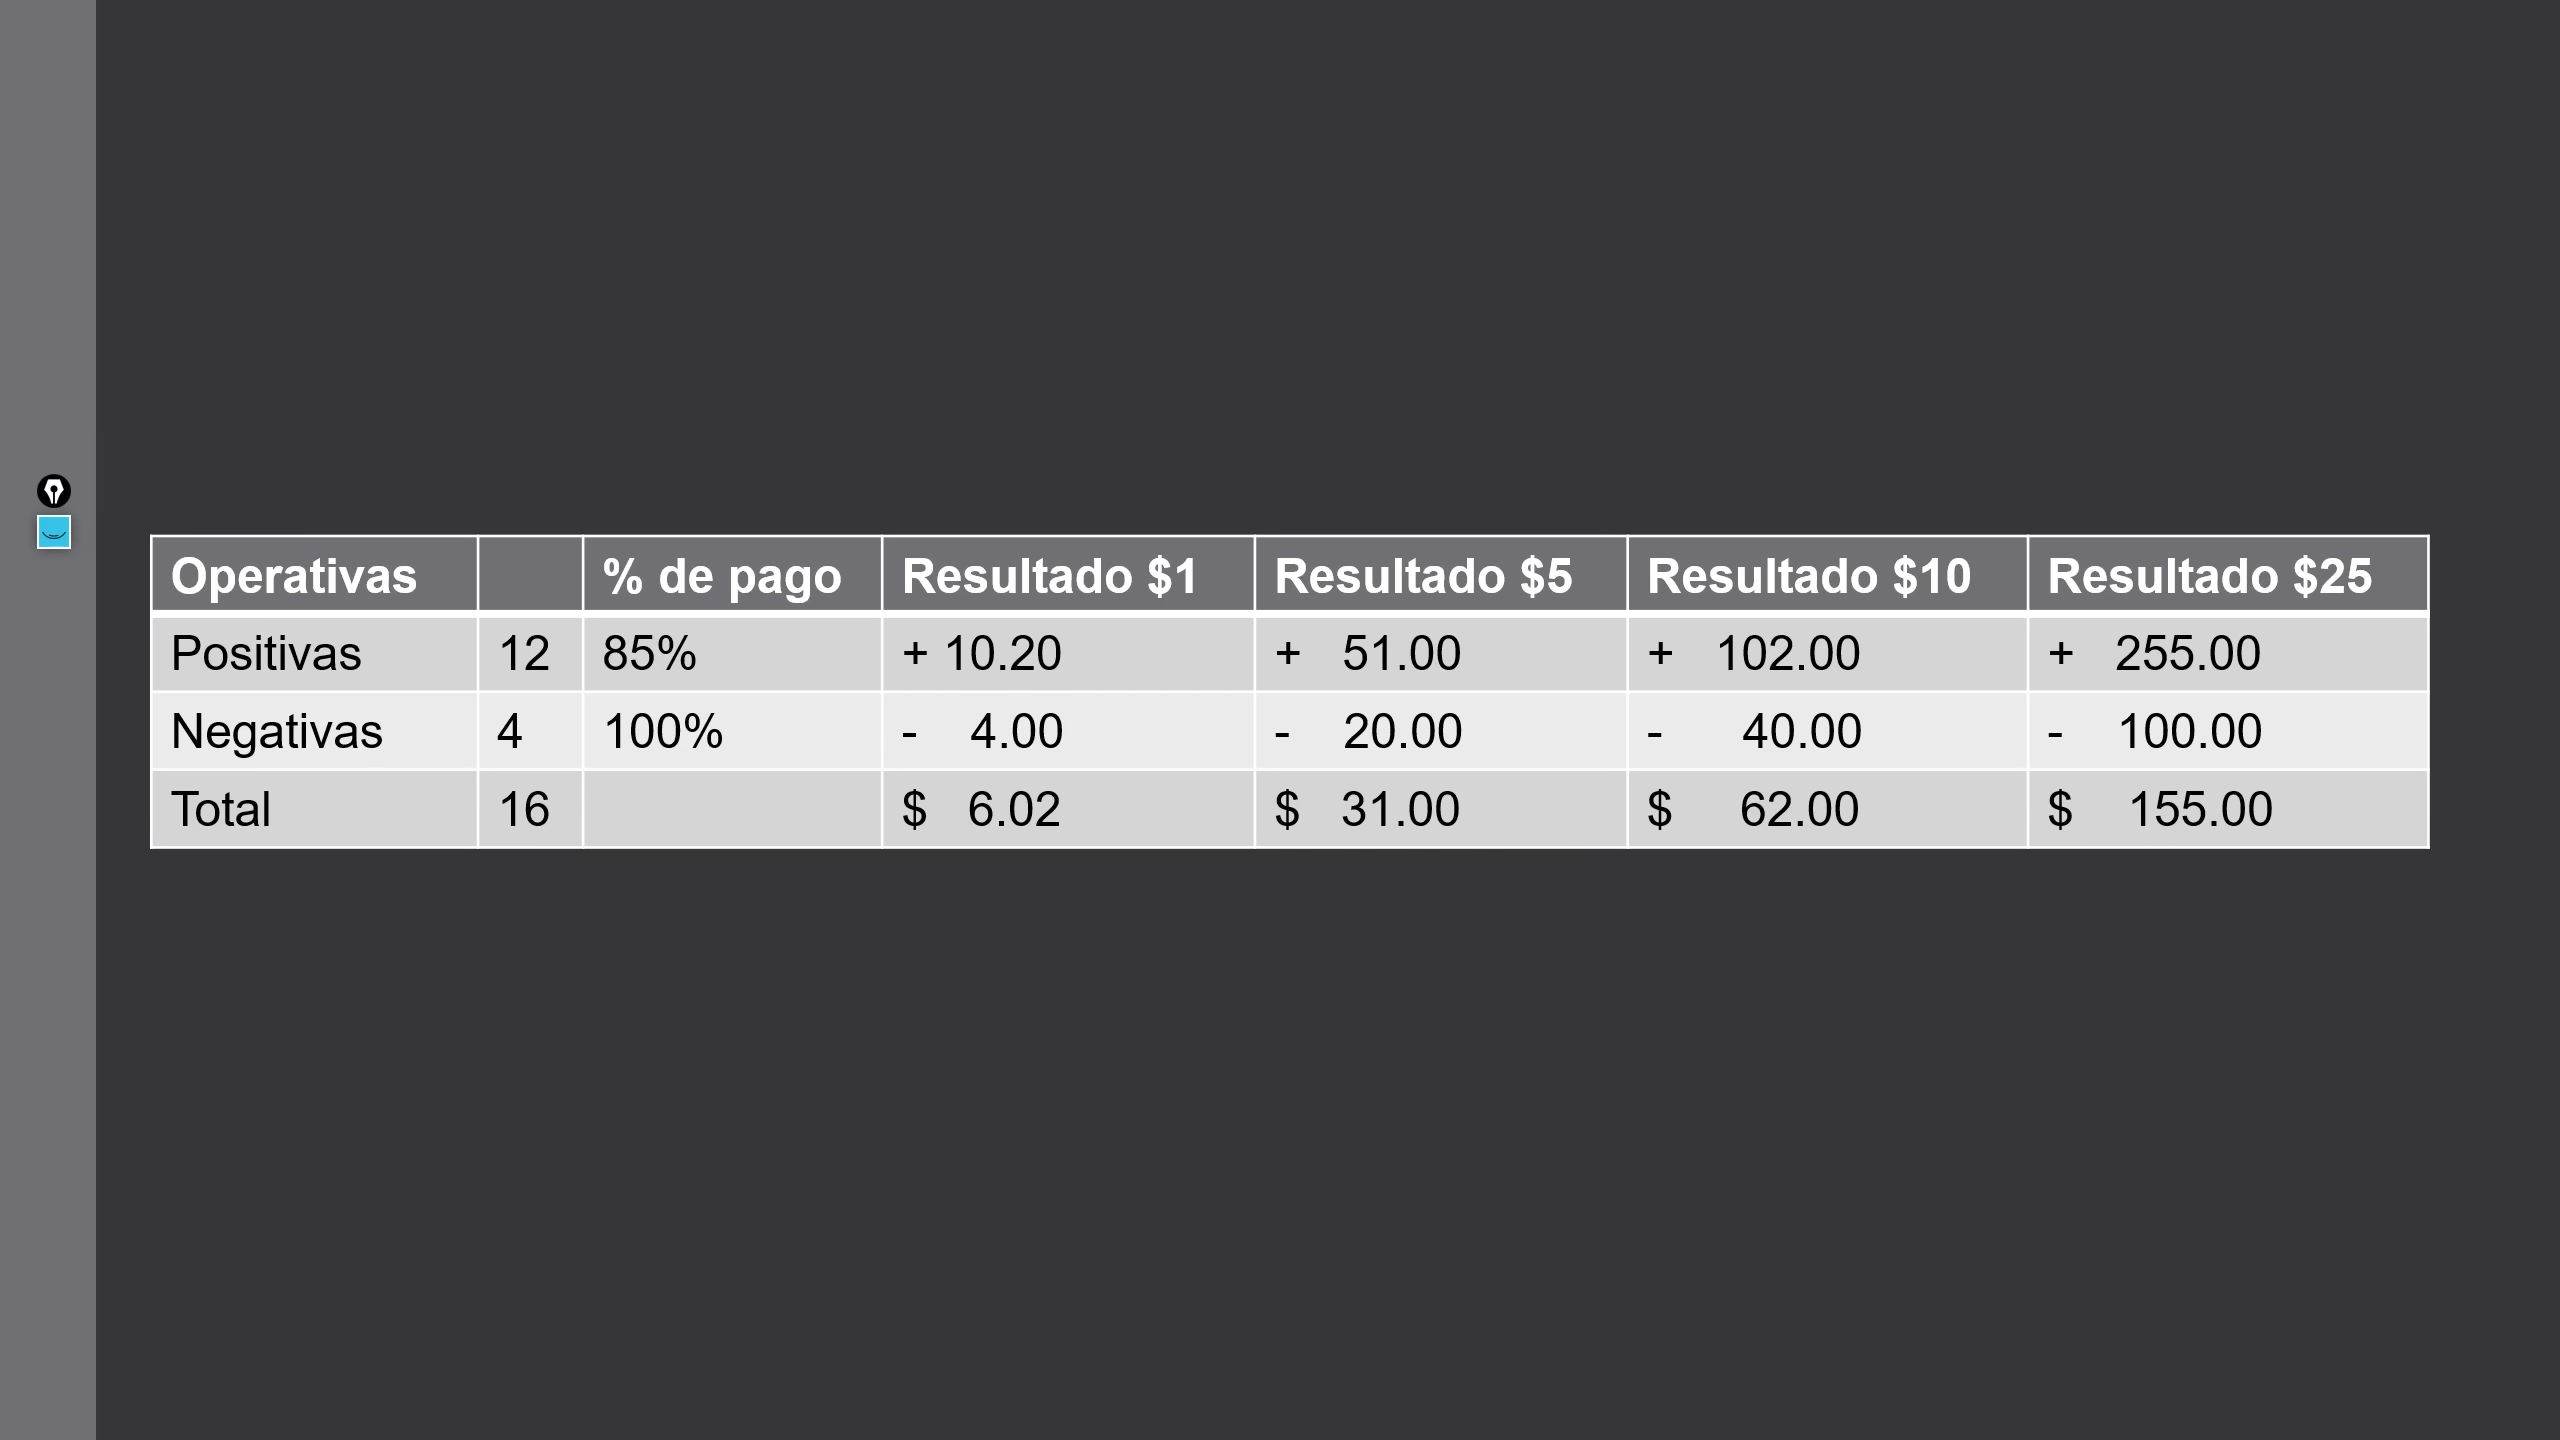 Operativas % de pago Resultado $1 Resultado $5 Resultado $10 Resultado $25
Positivas 12 85% + 10.20 + 51.00 + 102.00 + 255.00
Negativas 4 100% - 4.00 - 20.00 - 40.00 - 100.00
Total 16 $ 6.02 $ 31.00 $ 62.00 $ 155.00